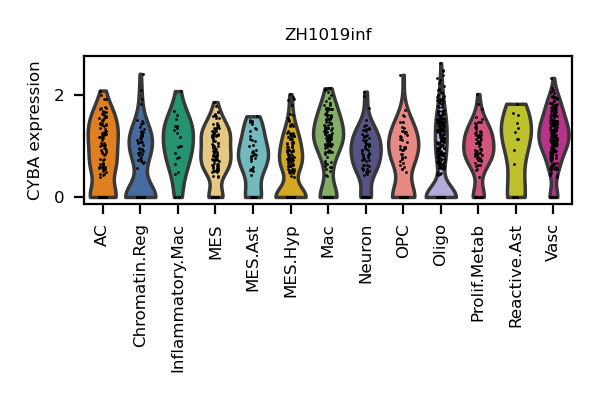 ZH1019inf
CYBA expression
2
0
AC
Chromatin.Reg
Inflammatory.Mac
MES
MES.Ast
MES.Hyp
Mac
Neuron
OPC
Oligo
Prolif.Metab
Reactive.Ast
Vasc